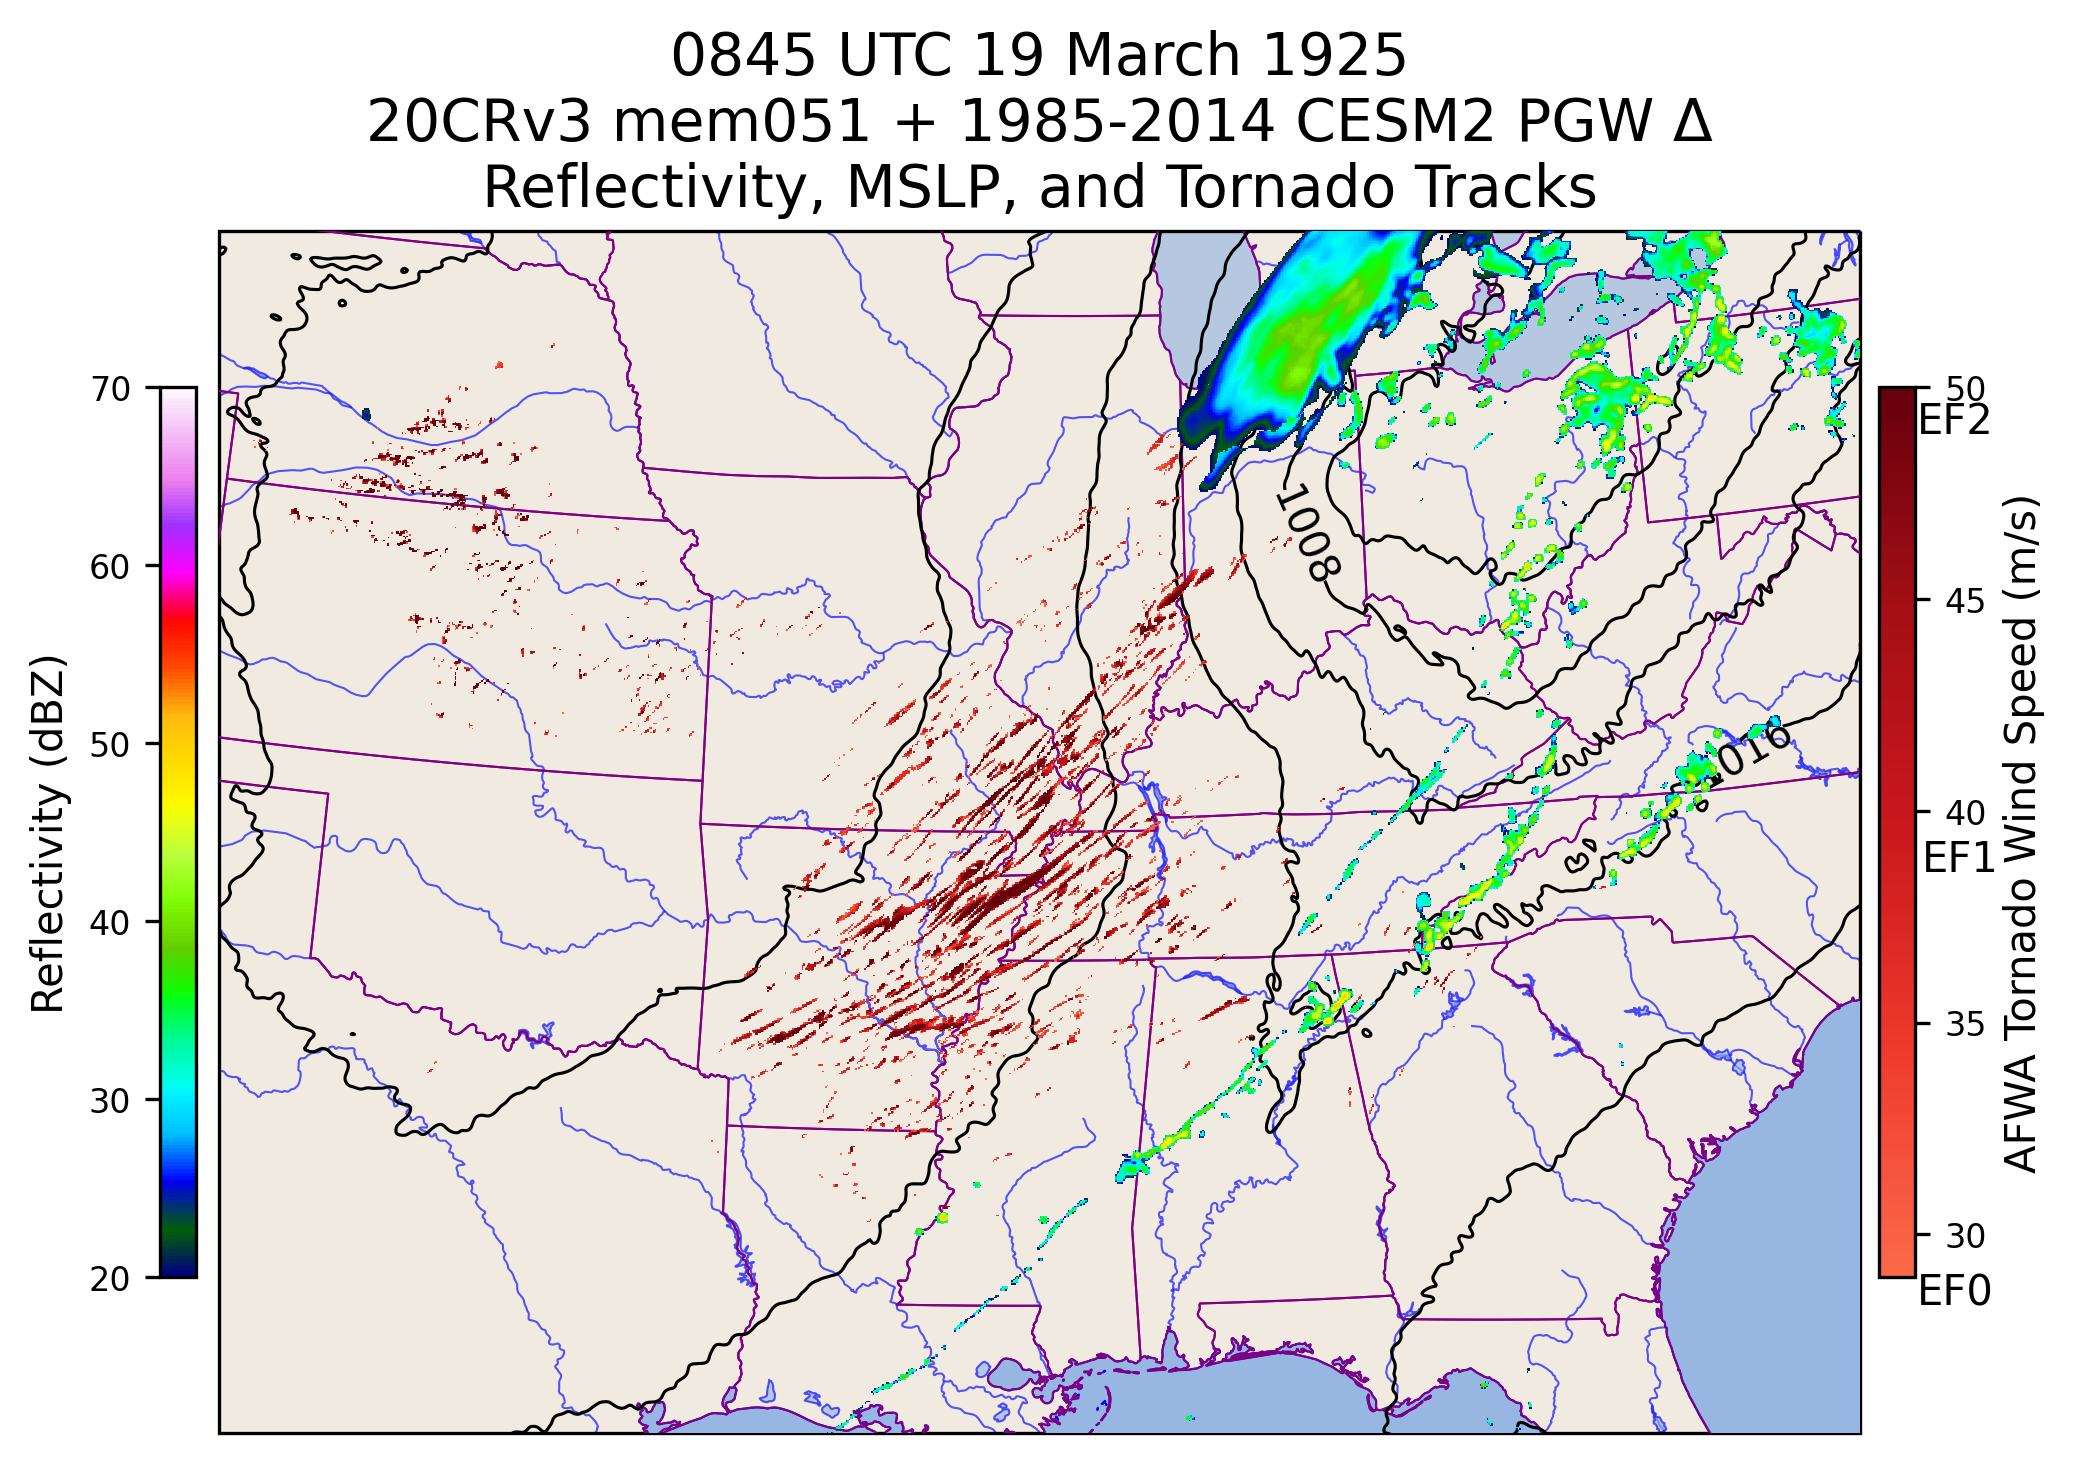 0845 UTC 19 March 1925
20CRv3 mem051 + 1985-2014 CESM2 PGW Δ
Reflectivity, MSLP, and Tornado Tracks
Reflectivity (dBZ)
70
60
50
40
30
20
1008
1016
50
EF2
45
40
EF1
35
30
EF0
AFWA Tornado Wind Speed (m/s)